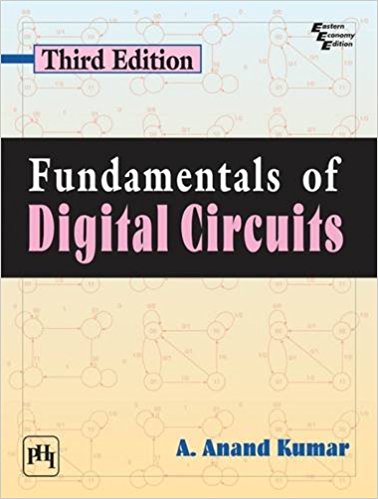 Eastern
Economy
Edition
Third Edition
Fundamentals of
Digital Circuits
PHI
A. Anand Kumar